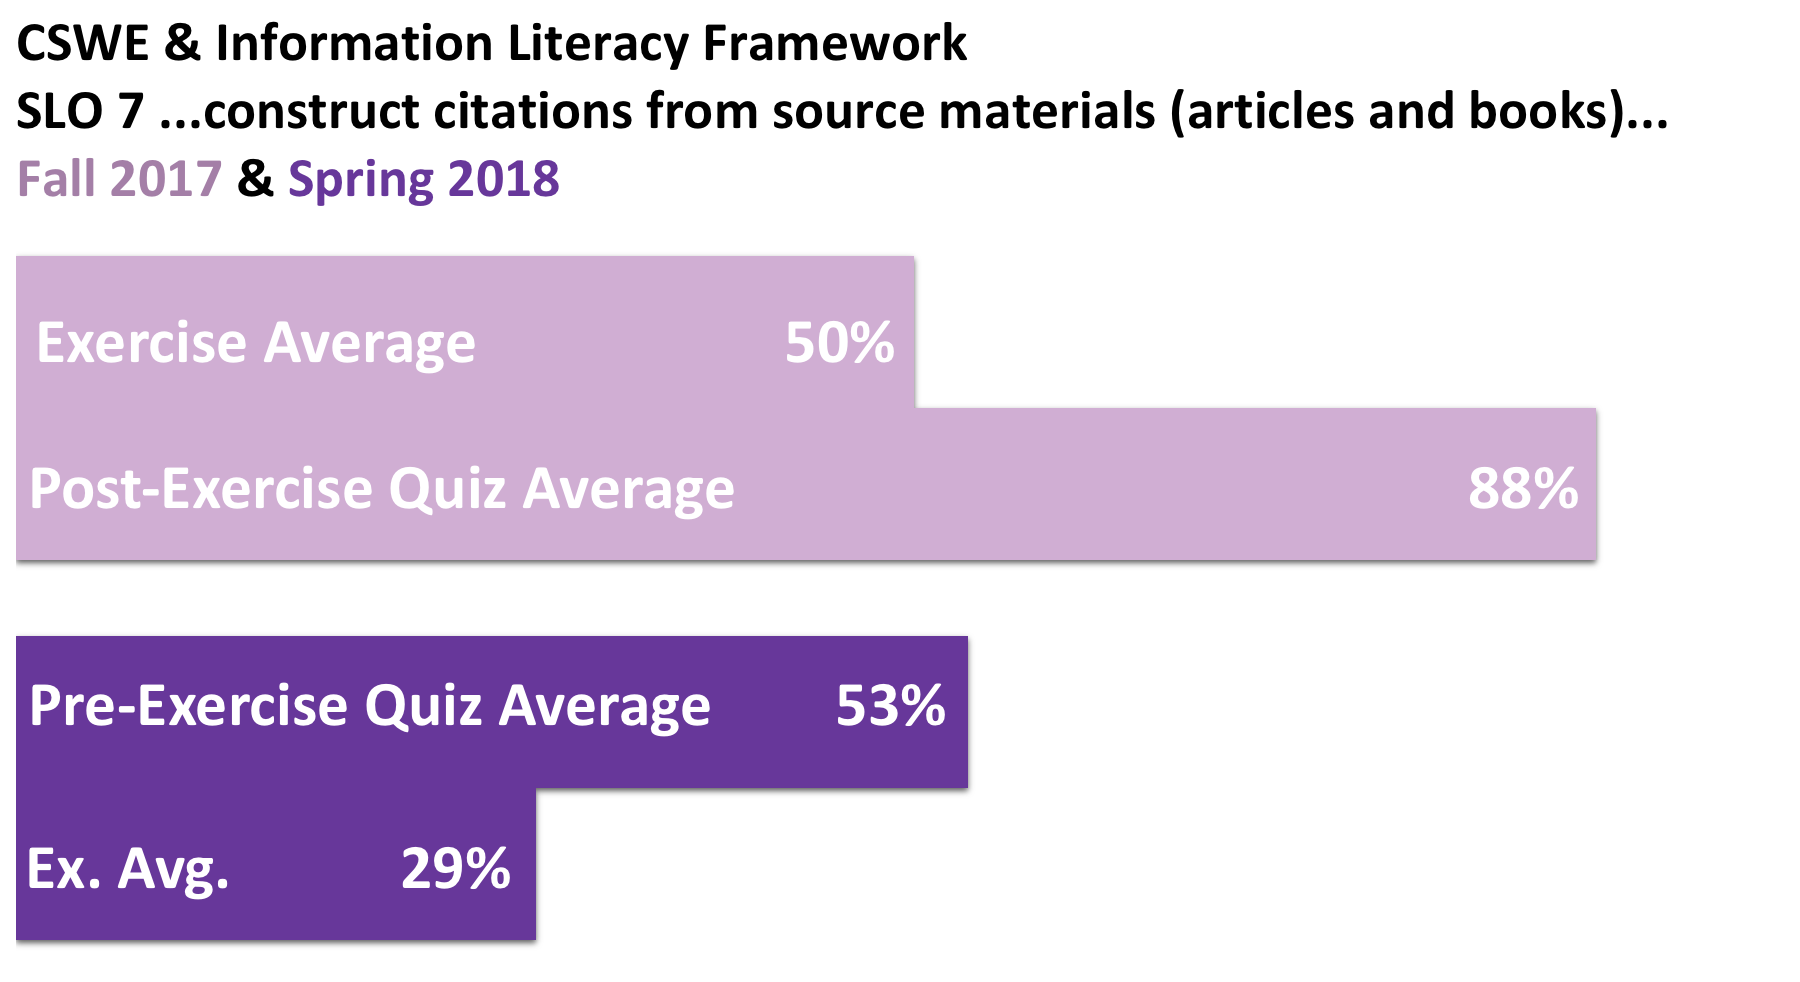 CSWE & Information Literacy Framework
SLO 7 ...construct citations from source materials (articles and books)...
Fall 2017 & Spring 2018
Exercise Average 50%
Post-Exercise Quiz Average 88%
Pre-Exercise Quiz Average 53%
Ex. Avg. 29%